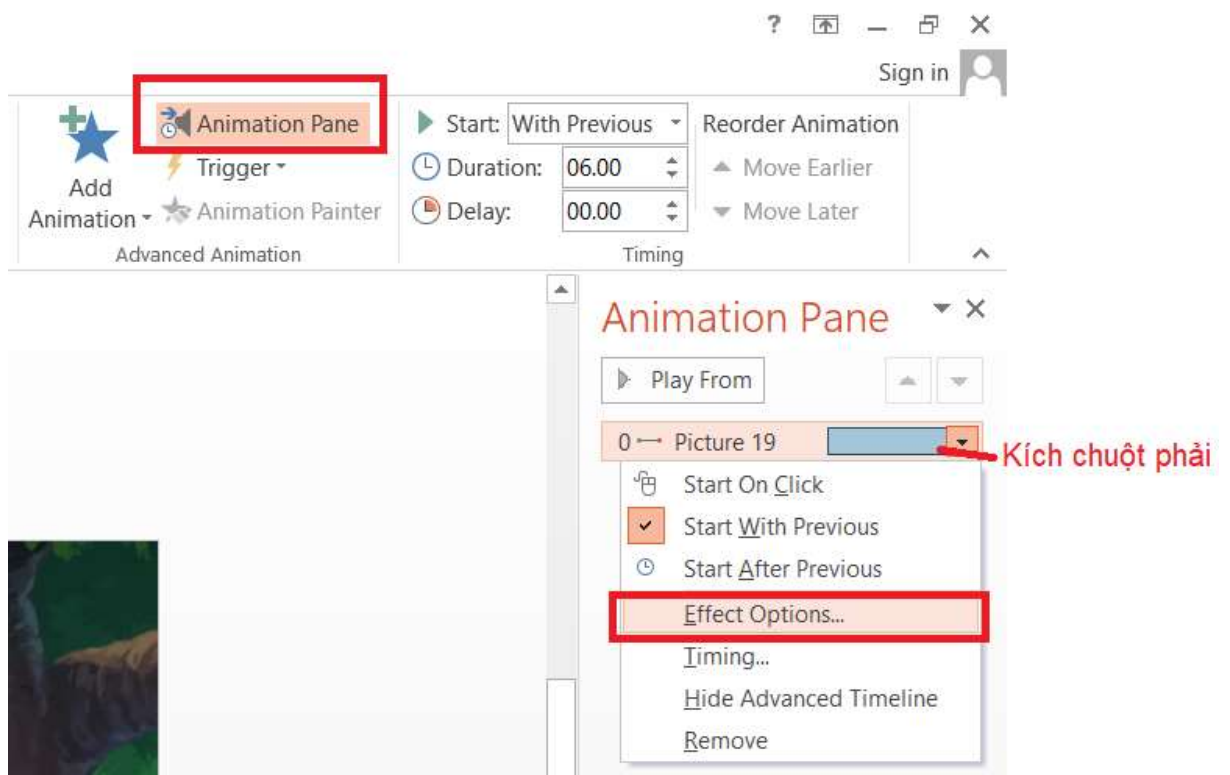 ?
Sign in
Animation Pane
Start: With Previous
Reorder Animation
Add
Animation
Trigger
Duration: 06.00
Move Earlier
Animation Painter
Delay: 00.00
Move Later
Advanced Animation
Timing
Animation Pane
Play From
0 Picture 19
Kích chuột phải
Start On Click
Start With Previous
Start After Previous
Effect Options...
Timing...
Hide Advanced Timeline
Remove